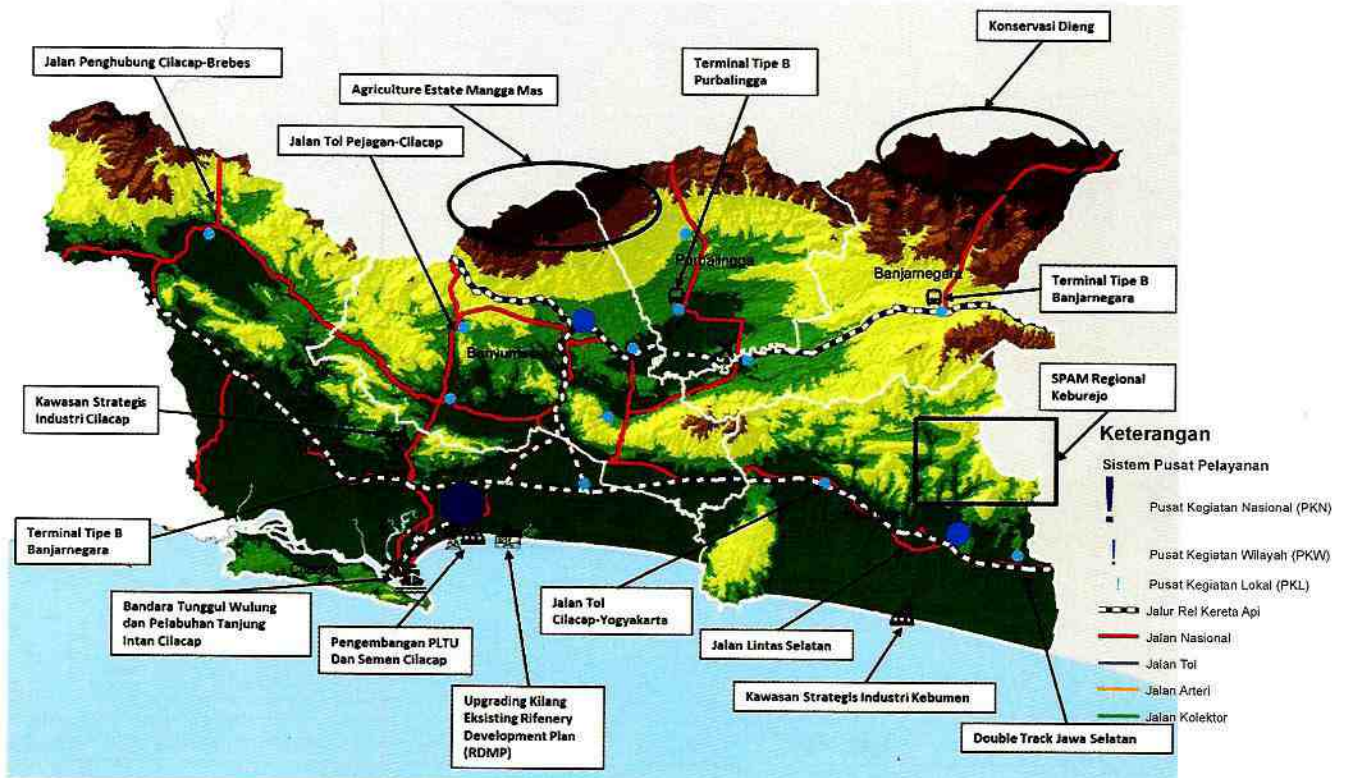 Konservasi Dieng
Jalan Penghubung Cilacap-Brebes
Terminal Tipe B
Purbalingga
Agriculture Estate Mangga Mas
Jalan Tol Pejagan-Cilacap
Purbalingga
Banjarnegara
Terminal Tipe B
Banjarnegara
Kawasan Strategis
Industri Cilacap
SPAM Regional
Keburejo
Keterangan
Sistem Pusat Pelayanan
Pusat Kegiatan Nasional (PKN)
Pusat Kegiatan Wilayah (PKW)
Pusat Kegiatan Lokal (PKL)
Jalur Rel Kereta Api
Jalan Nasional
Jalan Tol
Jalan Arteri
Jalan Kolektor
Terminal Tipe B
Banjarnegara
Bandara Tunggul Wulung
dan Pelabuhan Tanjung
Intan Cilacap
Pengembangan PLTU
Dan Semen Cilacap
Upgrading Kilang
Eksisting Rifenery
Development Plan
(RDMP)
Jalan Tol
Cilacap-Yogyakarta
Jalan Lintas Selatan
Kawasan Strategis Industri Kebumen
Double Track Jawa Selatan